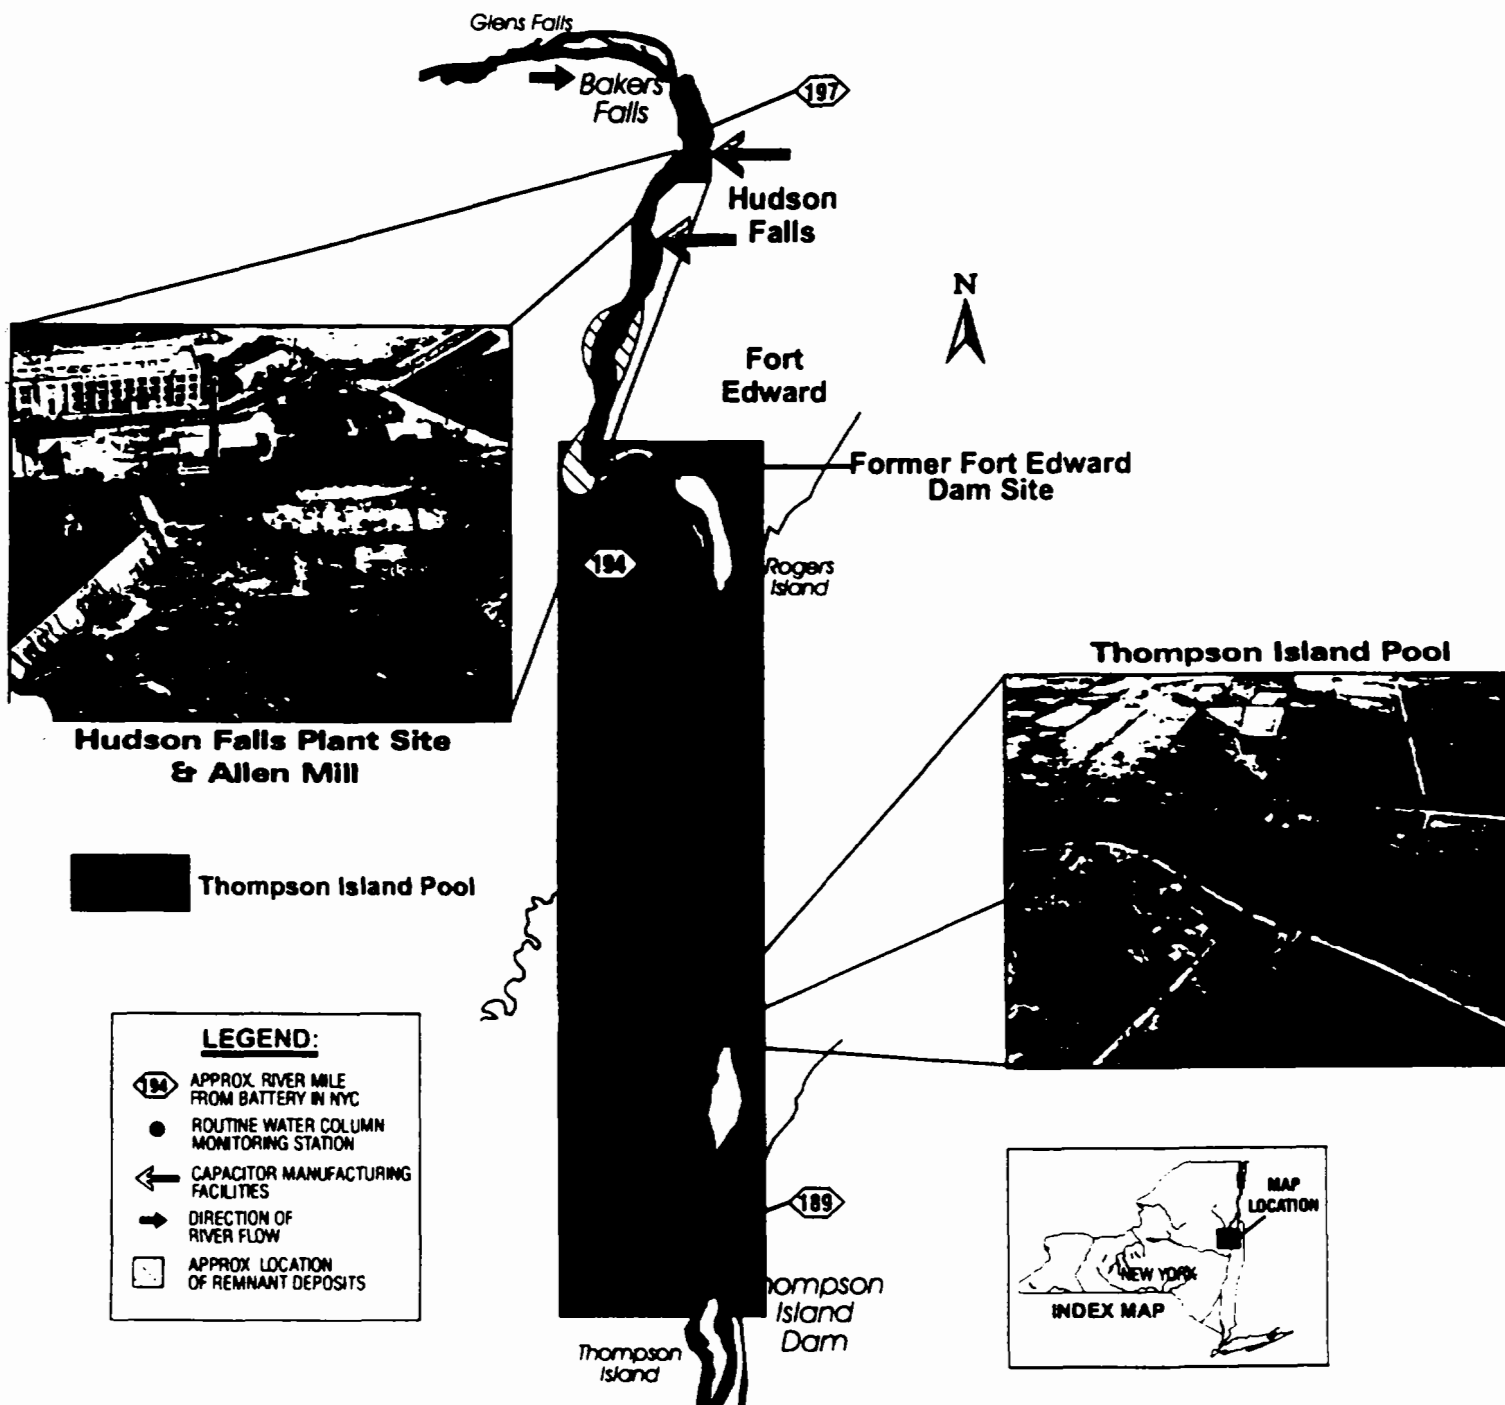 Glens Falls
Bakers
Falls
197
Hudson
Falls
N
Fort
Edward
Former Fort Edward
Dam Site
194
Rogers
Island
Thompson Island Pool
Hudson Falls Plant Site
& Allen Mill
Thompson Island Pool
LEGEND:
194
APPROX. RIVER MILE
FROM BATTERY IN NYC
ROUTINE WATER COLUMN
MONITORING STATION
CAPACITOR MANUFACTURING
FACILITIES
DIRECTION OF
RIVER FLOW
APPROX LOCATION
OF REMNANT DEPOSITS
189
hompson
Island
Dam
Thompson
Island
MAP
LOCATION
NEW YORK
INDEX MAP